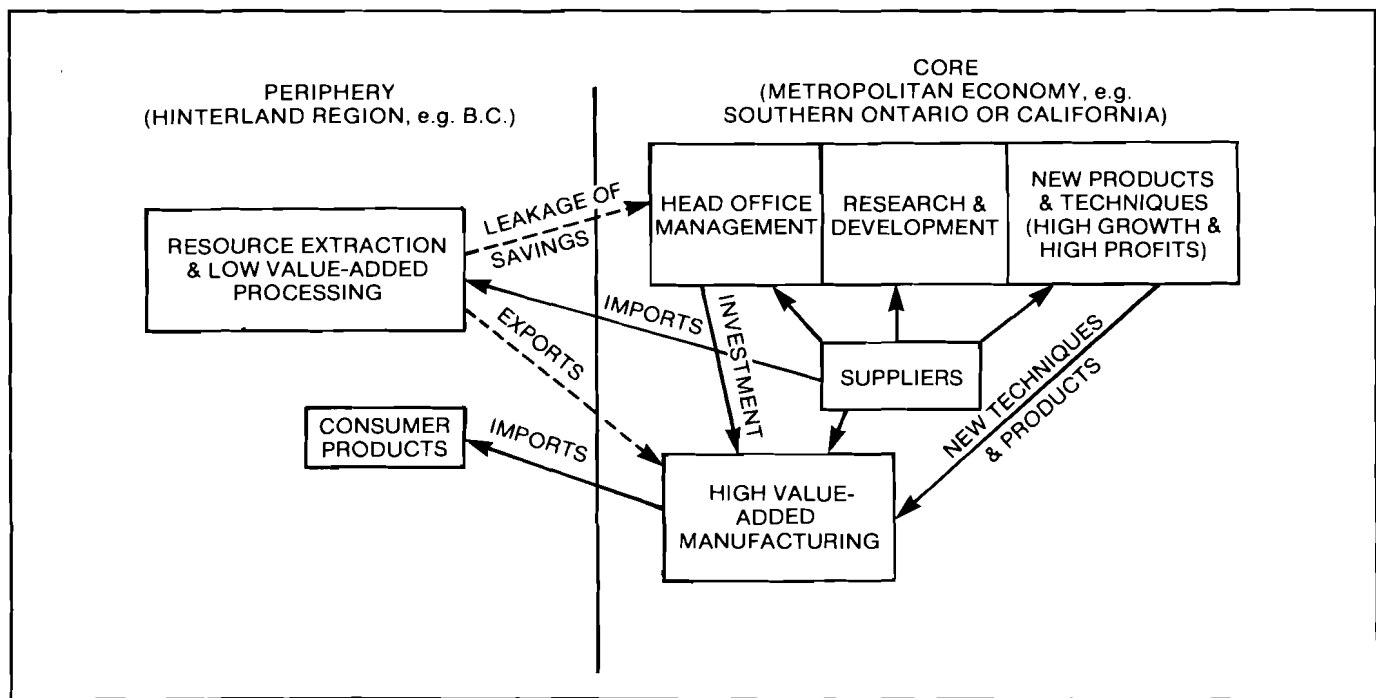 PERIPHERY
(HINTERLAND REGION, e.g. B.C.)
CORE
(METROPOLITAN ECONOMY, e.g.
SOUTHERN ONTARIO OR CALIFORNIA)
RESOURCE EXTRACTION
& LOW VALUE-ADDED
PROCESSING
LEAKAGE OF
SAVINGS
HEAD OFFICE
MANAGEMENT
RESEARCH &
DEVELOPMENT
NEW PRODUCTS
& TECHNIQUES
(HIGH GROWTH &
HIGH PROFITS)
IMPORTS
EXPORTS
INVESTMENT
SUPPLIERS
NEW TECHNIQUES
& PRODUCTS
CONSUMER
PRODUCTS
IMPORTS
HIGH VALUE-
ADDED
MANUFACTURING